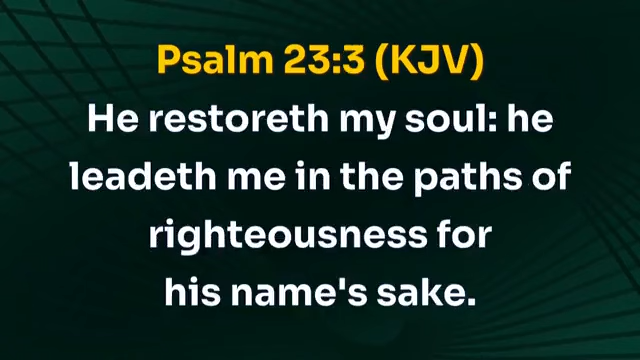 Psalm 23:3 (KJV)
He restoreth my soul: he
leadeth me in the paths of
righteousness for
his name's sake.